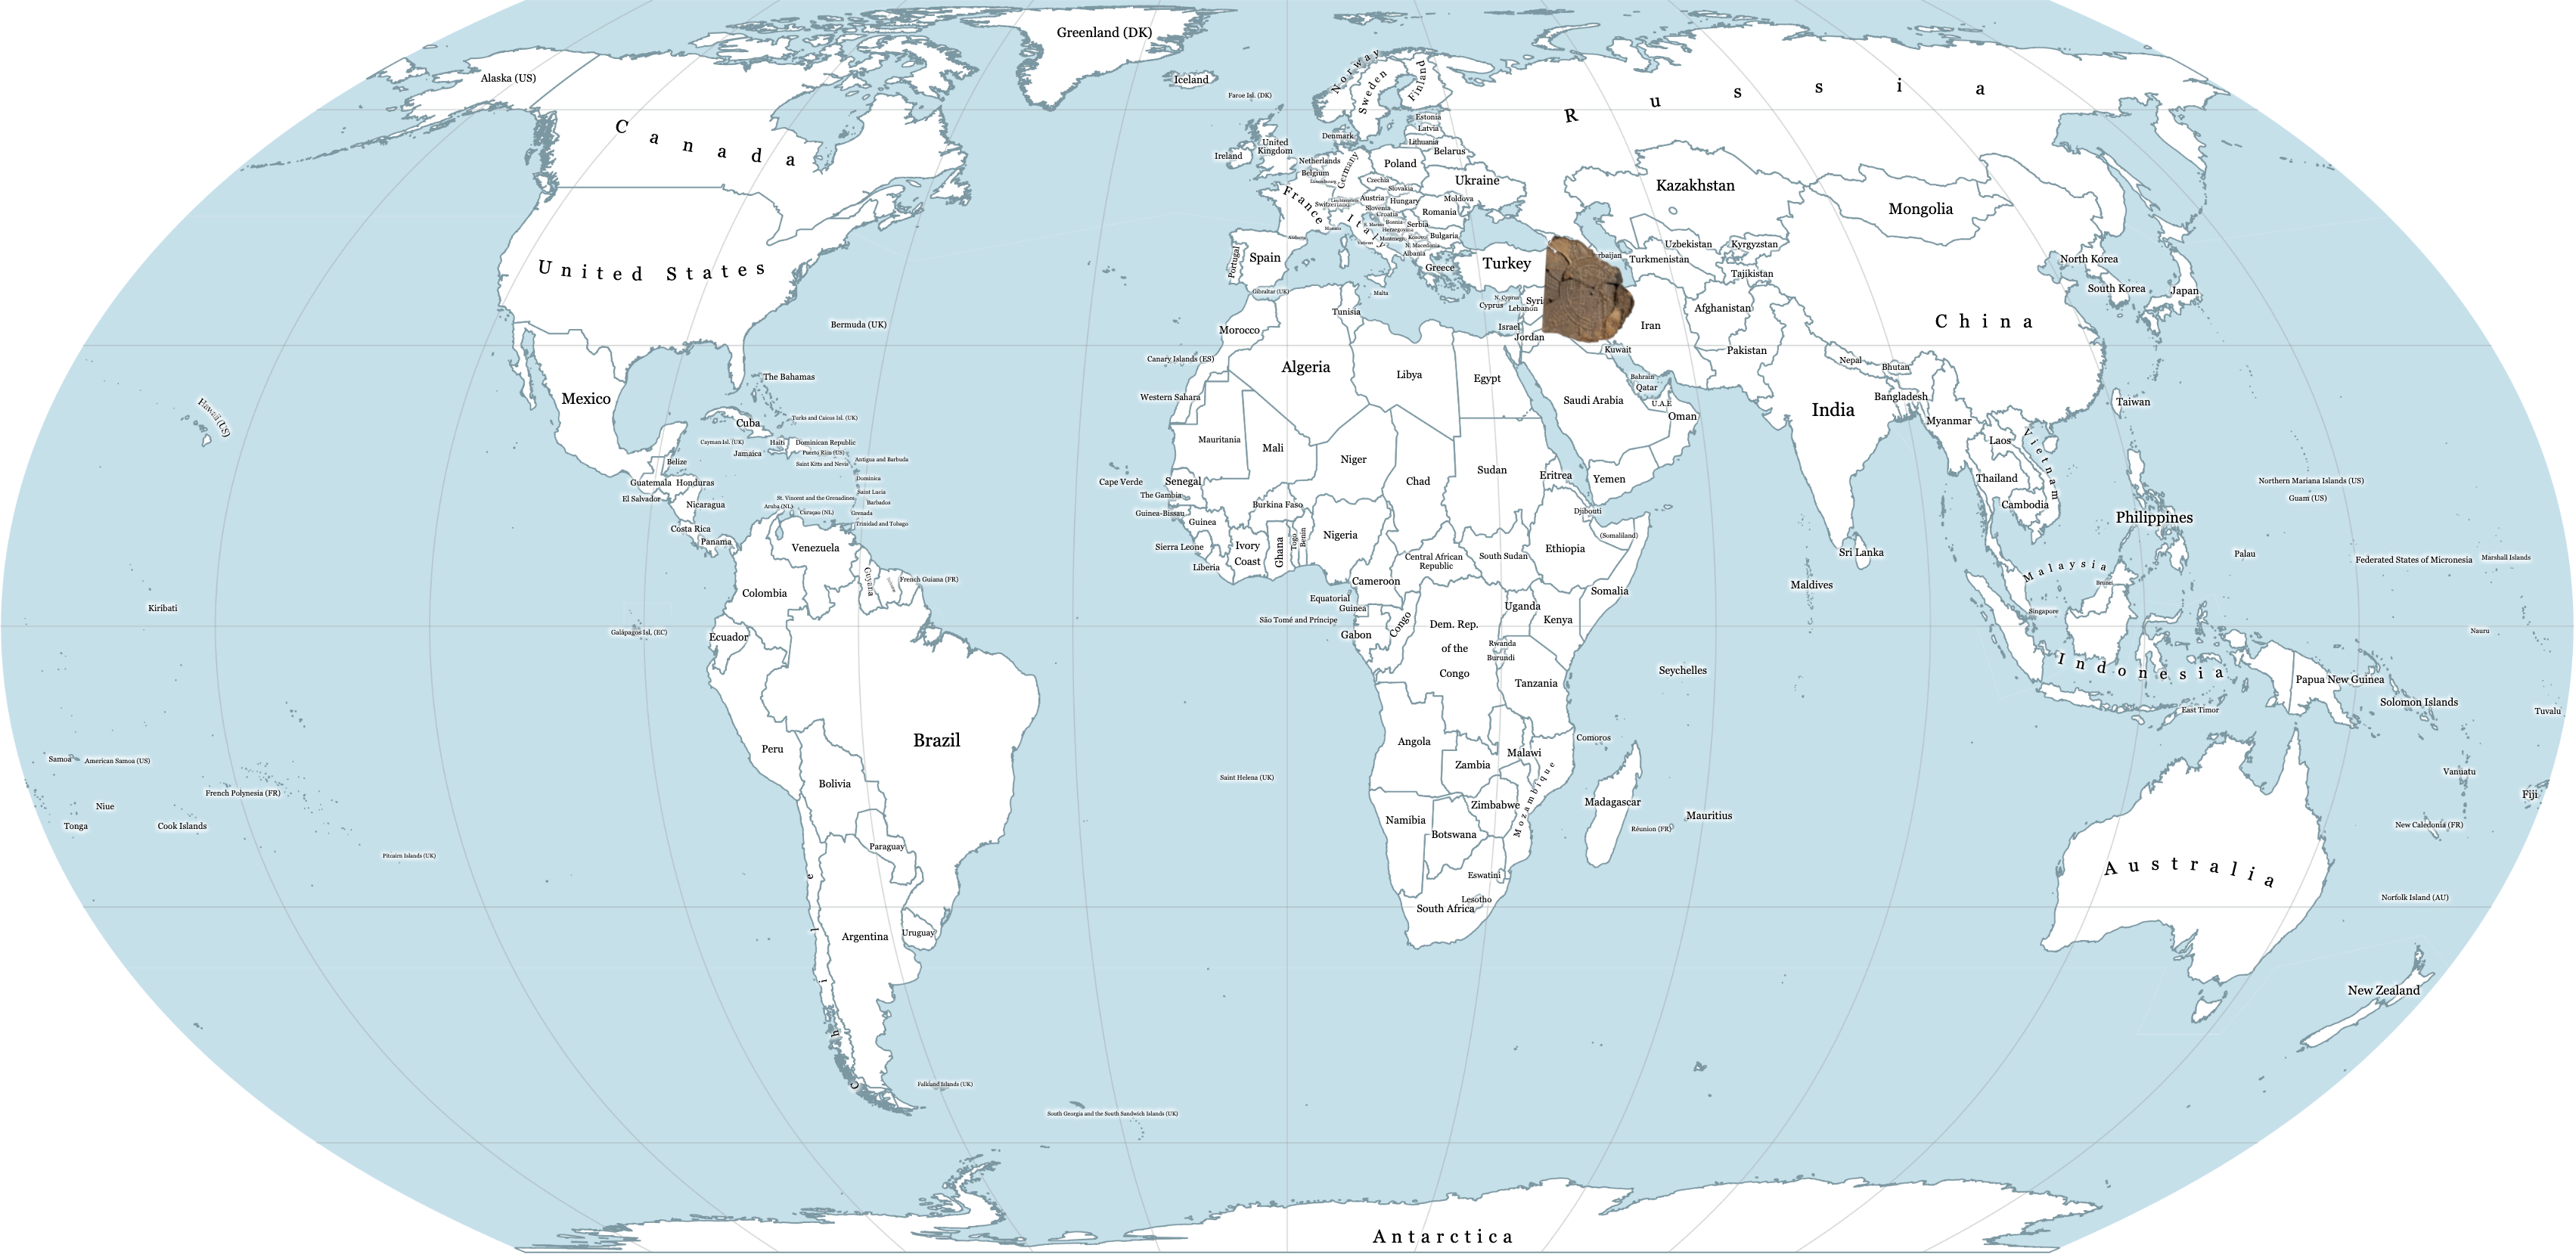 Greenland (DK)
Alaska (US)
Iceland
Norway
Sweden
Finland
Russia
Canada
Faroe Isl. (DK)
Estonia
Latvia
Lithuania
Denmark
United
Kingdom
Ireland
Netherlands
Belgium
Germany
Poland
Belarus
Ukraine
Czechia
Slovakia
Kazakhstan
Mongolia
France
Austria
Hungary
Moldova
Slovenia
Croatia
Romania
Italy
Serbia
Bulgaria
N. Macedonia
Albania
Greece
Portugal
Spain
Gibraltar (UK)
Malta
Turkey
rbaijan
Uzbekistan
Kyrgyzstan
Turkmenistan
Tajikistan
North Korea
South Korea
Japan
United States
N. Cyprus
Cyprus
Syri
Lebanon
Israel
Jordan
Iran
Afghanistan
China
Tunisia
Morocco
Bermuda (UK)
Kuwait
Pakistan
Nepal
Bhutan
Canary Islands (ES)
Algeria
Libya
Egypt
Bahrain
Qatar
U.A.E
Saudi Arabia
Oman
The Bahamas
Mexico
Western Sahara
India
Bangladesh
Taiwan
Hawaii (US)
Cuba
Turks and Caicos Isl. (UK)
Myanmar
Laos
Vietnam
Mauritania
Mali
Niger
Chad
Sudan
Eritrea
Yemen
Cayman Isl. (UK)
Haiti
Dominican Republic
Jamaica
Puerto Rico (US)
Saint Kitts and Nevis
Antigua and Barbuda
Belize
Guatemala
Honduras
Dominica
El Salvador
St. Vincent and the Grenadines
Saint Lucia
Nicaragua
Aruba (NL)
Curaçao (NL)
Barbados
Grenada
Trinidad and Tobago
Costa Rica
Panama
Cape Verde
Senegal
The Gambia
Guinea-Bissau
Guinea
Burkina Faso
Thailand
Cambodia
Northern Mariana Islands (US)
Guam (US)
Philippines
Sierra Leone
Liberia
Ivory
Coast
Ghana
Togo
Benin
Nigeria
Djibouti
(Somaliland)
Ethiopia
Central African
Republic
South Sudan
Cameroon
Somalia
Sri Lanka
Maldives
Malaysia
Brunei
Palau
Federated States of Micronesia
Marshall Islands
Venezuela
Guyana
French Guiana (FR)
Colombia
Kiribati
Equatorial
Guinea
São Tomé and Príncipe
Gabon
Congo
Dem. Rep.
of the
Congo
Uganda
Kenya
Rwanda
Burundi
Singapore
Nauru
Galápagos Isl. (EC)
Ecuador
Seychelles
Tanzania
Indonesia
Papua New Guinea
Solomon Islands
East Timor
Tuvalu
Brazil
Peru
Angola
Comoros
Malawi
Zambia
Mozambique
Samoa
American Samoa (US)
Saint Helena (UK)
Bolivia
Vanuatu
French Polynesia (FR)
Niue
Zimbabwe
Madagascar
Fiji
Tonga
Cook Islands
Namibia
Botswana
Réunion (FR)
Mauritius
New Caledonia (FR)
Pitcairn Islands (UK)
Paraguay
Chile
Australia
Eswatini
Lesotho
South Africa
Norfolk Island (AU)
Argentina
Uruguay
New Zealand
Falkland Islands (UK)
South Georgia and the South Sandwich Islands (UK)
Antarctica